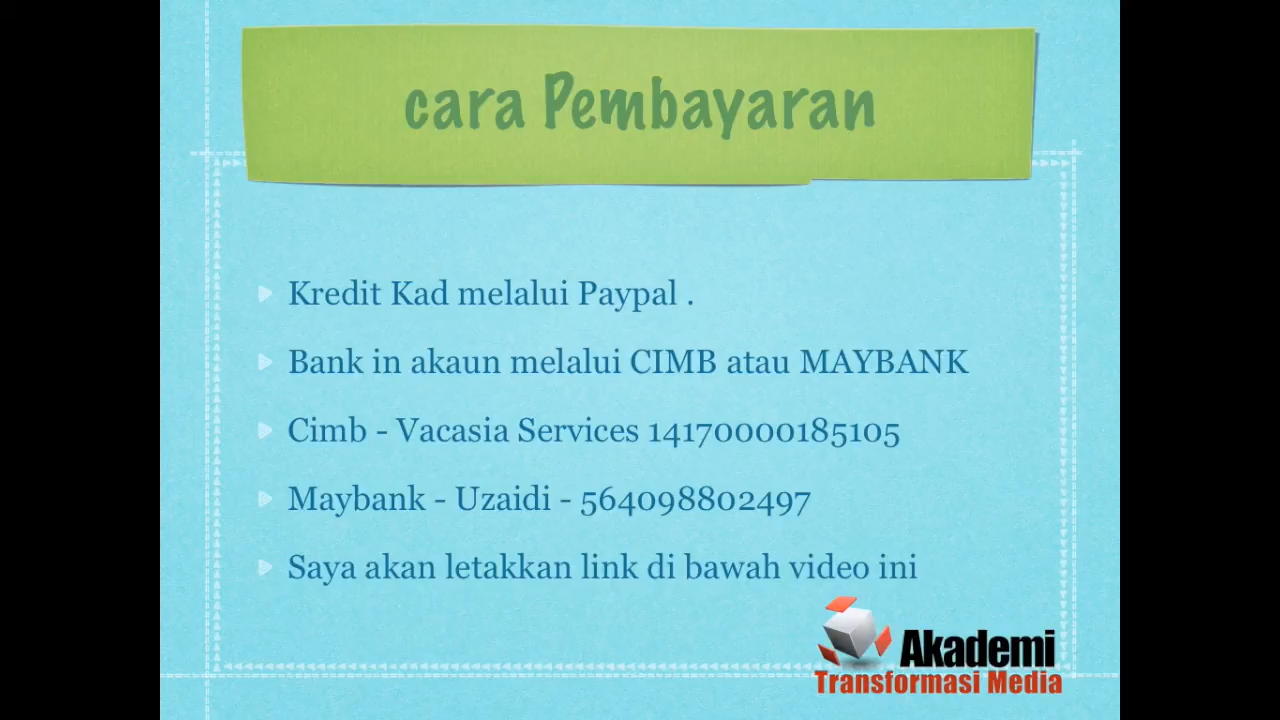 cara Pembayaran
Kredit Kad melalui Paypal .
Bank in akaun melalui CIMB atau MAYBANK
Cimb - Vacasia Services 14170000185105
Maybank - Uzaidi - 564098802497
Saya akan letakkan link di bawah video ini
Akademi
Transformasi Media